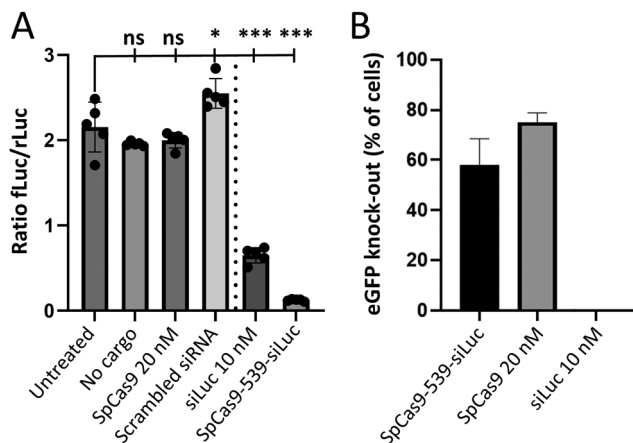 A
ns ns * *** ***
Ratio fLuc/rLuc
3
2
1
0
Untreated
No cargo
SpCas9 20 nM
Scrambled siRNA
siLuc 10 nM
SpCas9-539-siLuc
B
eGFP knock-out (% of cells)
100
80
60
40
20
0
SpCas9-539-siLuc
SpCas9 20 nM
siLuc 10 nM